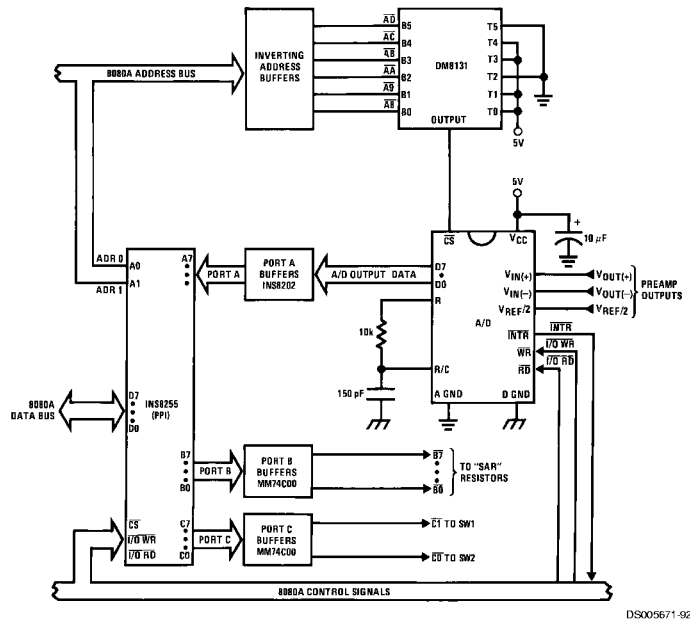 8080A ADDRESS BUS
INVERTING
ADDRESS
BUFFERS
AD
AC
AB
AA
A9
A8
B5
B4
B3
B2
B1
B0
DM8131
OUTPUT
T5
T4
T3
T2
T1
T0
5V
5V
10 µF
+
ADR 0
ADR 1
A0
A1
A7
PORT A
PORT A
BUFFERS
INS8202
A/D OUTPUT DATA
CS
VCC
D7
D0
R
R/C
A/D
VIN(+)
VIN(–)
VREF/2
INTR
WR
RD
A GND
D GND
VOUT(+)
VOUT(–)
VREF/2
PREAMP
OUTPUTS
INTR
I/O WR
I/O RD
10k
150 pF
8080A
DATA BUS
D7
D0
INS8255
(PPI)
B7
B0
PORT B
PORT B
BUFFERS
MM74C00
B7
B0
TO "SAR"
RESISTORS
CS
I/O WR
I/O RD
C7
C0
PORT C
PORT C
BUFFERS
MM74C00
C1 TO SW1
C0 TO SW2
8080A CONTROL SIGNALS
DS005671-92